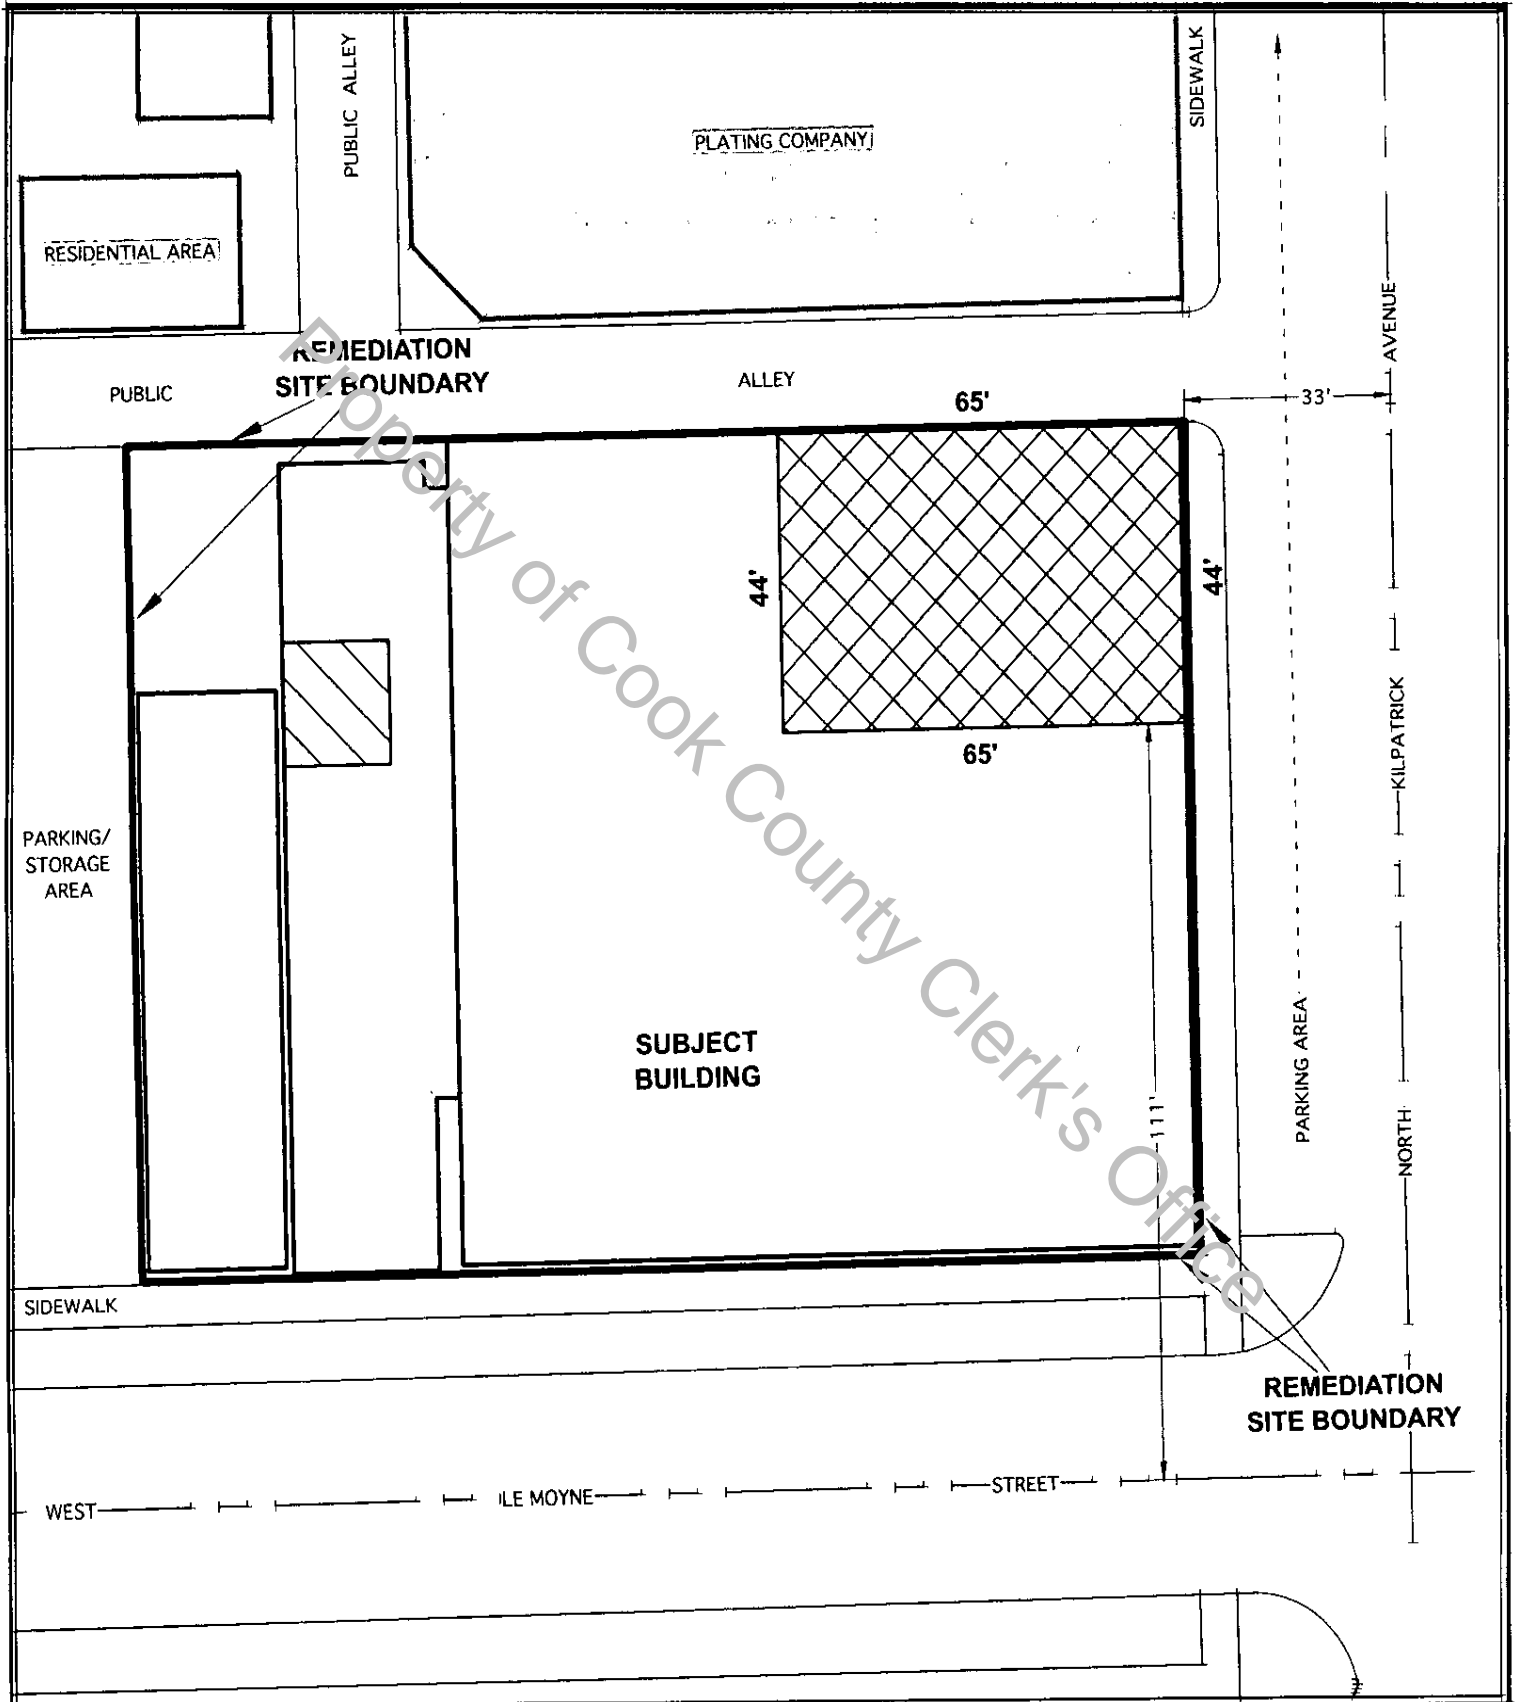 PUBLIC ALLEY
SIDEWALK
PLATING COMPANY
RESIDENTIAL AREA
REMEDIATION
SITE BOUNDARY
PUBLIC
ALLEY
65'
33'
AVENUE
44'
44'
65'
KILPATRICK
PARKING/
STORAGE
AREA
SUBJECT
BUILDING
111'
PARKING AREA
NORTH
SIDEWALK
REMEDIATION
SITE BOUNDARY
WEST
LE MOYNE
STREET
Property of Cook County Clerk's Office